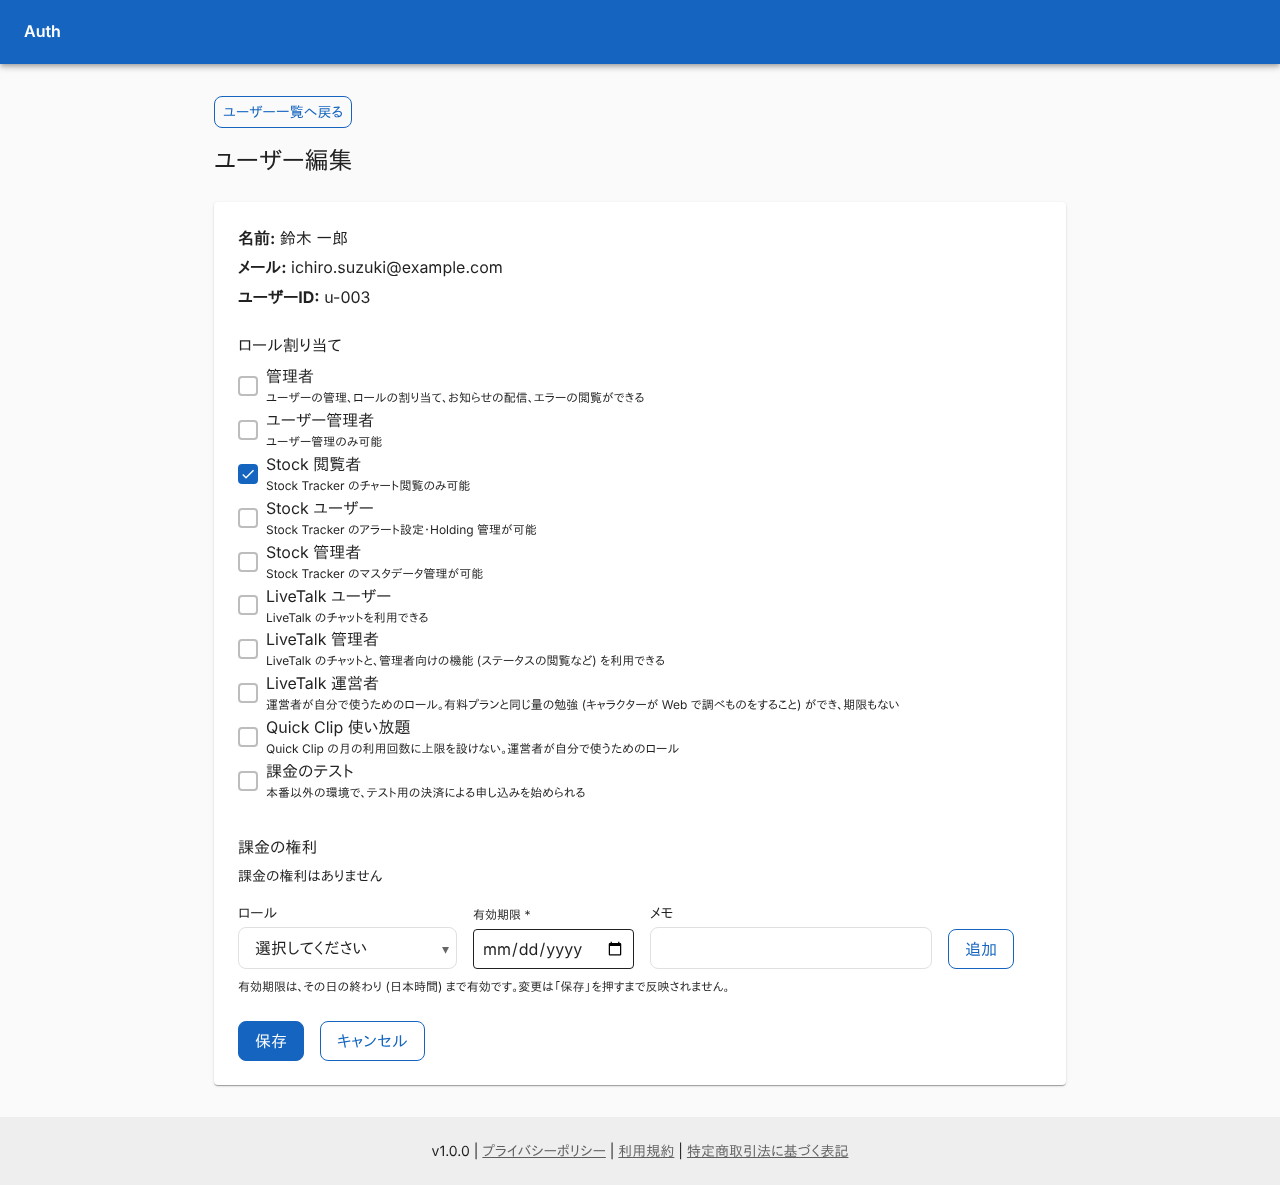 Auth
ユーザー一覧へ戻る
ユーザー編集
名前: 鈴木 一郎
メール: ichiro.suzuki@example.com
ユーザーID: u-003
ロール割り当て
管理者
ユーザーの管理、ロールの割り当て、お知らせの配信、エラーの閲覧ができる
ユーザー管理者
ユーザー管理のみ可能
Stock 閲覧者
Stock Tracker のチャート閲覧のみ可能
Stock ユーザー
Stock Tracker のアラート設定・Holding 管理が可能
Stock 管理者
Stock Tracker のマスタデータ管理が可能
LiveTalk ユーザー
LiveTalk のチャットを利用できる
LiveTalk 管理者
LiveTalk のチャットと、管理者向けの機能 (ステータスの閲覧など) を利用できる
LiveTalk 運営者
運営者が自分で使うためのロール。有料プランと同じ量の勉強 (キャラクターが Web で調べものをすること) ができ、期限もない
Quick Clip 使い放題
Quick Clip の月の利用回数に上限を設けない。運営者が自分で使うためのロール
課金のテスト
本番以外の環境で、テスト用の決済による申し込みを始められる
課金の権利
課金の権利はありません
ロール 有効期限 * メモ
選択してください mm/dd/yyyy 追加
有効期限は、その日の終わり (日本時間) まで有効です。変更は「保存」を押すまで反映されません。
保存 キャンセル
v1.0.0 | プライバシーポリシー | 利用規約 | 特定商取引法に基づく表記